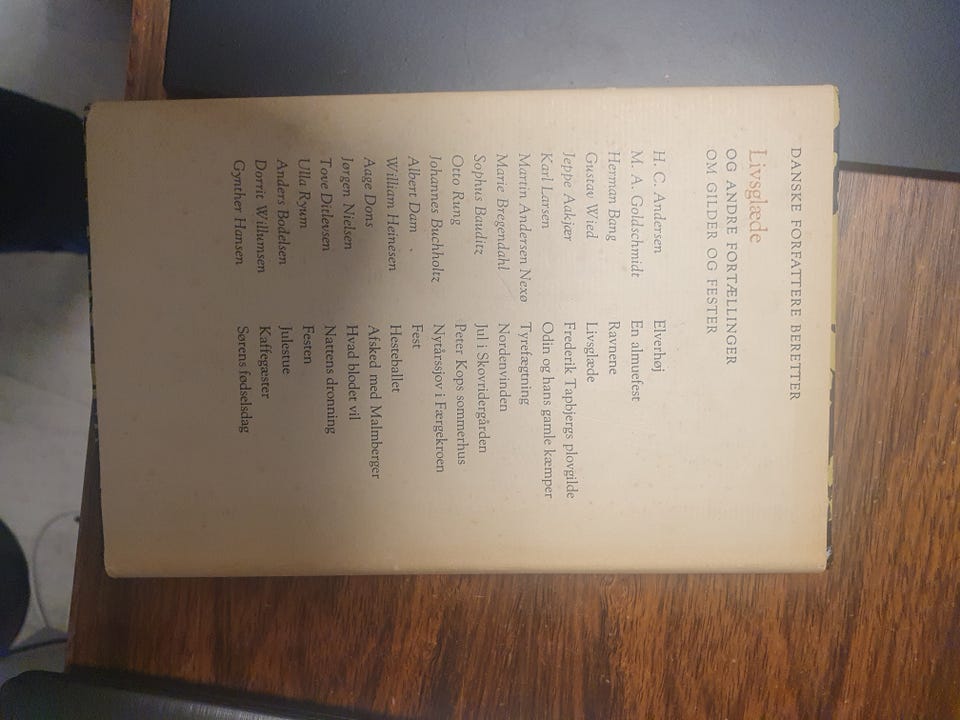 DANSKE FORFATTERE BERETTER
Livsglæde
OG ANDRE FORTÆLLINGER
OM GILDER OG FESTER
H. C. Andersen Elverhøj
M. A. Goldschmidt En almuefest
Herman Bang Ravnene
Gustav Wied Livsglæde
Jeppe Aakjær Frederik Tapbjergs plovgilde
Karl Larsen Odin og hans gamle kæmper
Martin Andersen Nexø Tyrefægtning
Marie Bregendahl Nordenvinden
Sophus Bauditz Jul i Skovridergården
Otto Rung Peter Kops sommerhus
Johannes Buchholtz Nytårssjov i Færgekroen
Albert Dam Fest
William Heinesen Hesteballet
Aage Dons Afsked med Malmberger
Jørgen Nielsen Hvad blodet vil
Tove Ditlevsen Nattens dronning
Ulla Ryum Festen
Anders Bodelsen Julestue
Dorrit Willumsen Kaffegæster
Gynther Hansen Sørens fødselsdag